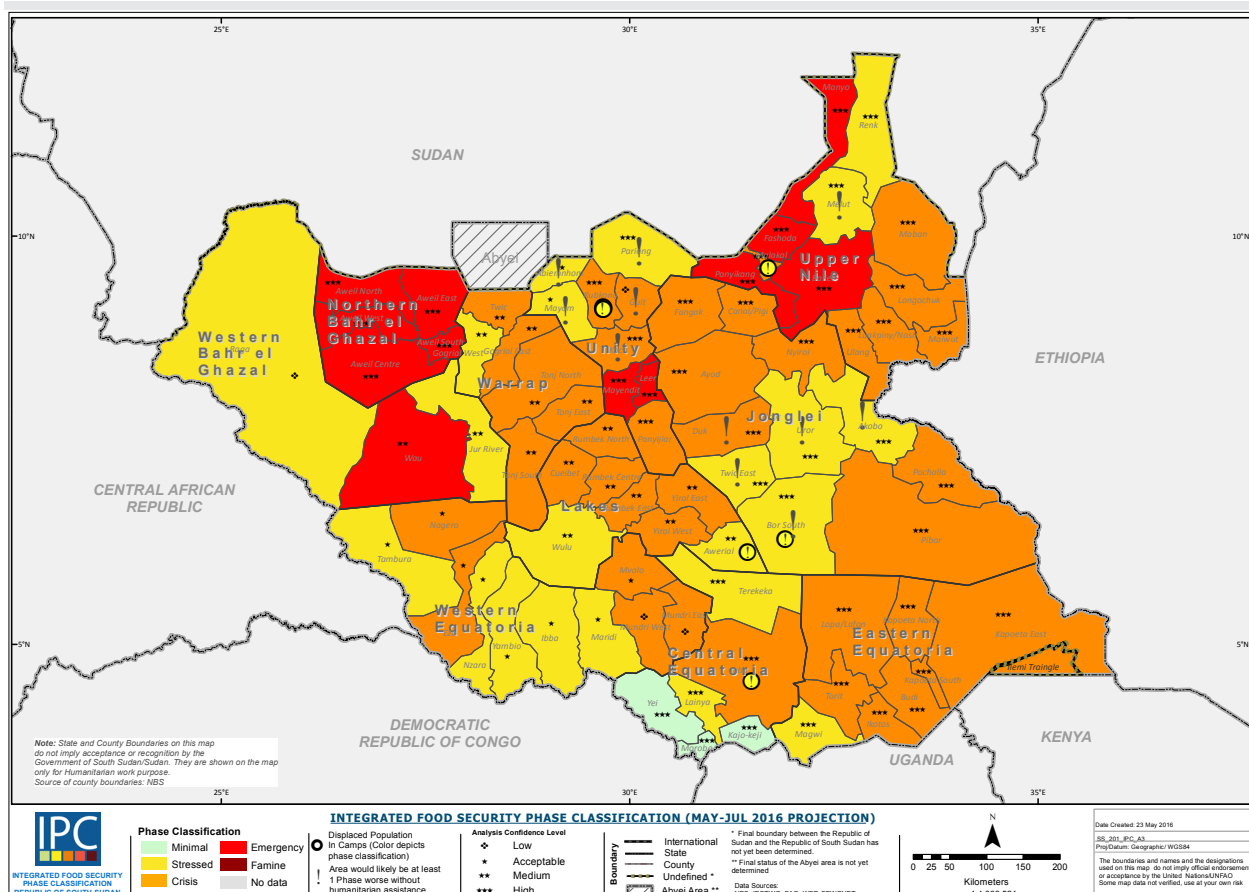 25°E
30°E
35°E
SUDAN
Manyo
Renk
Melut
Maban
10°N
10°N
Abyei
Fashoda
Malakal
Upper
Nile
Panyikang
Pariang
Abiemnhom
Mayom
Guit
Aweil North
Aweil East
Northern
Bahr el
Ghazal
Aweil West
Aweil South
Aweil Centre
Western
Bahr el
Ghazal
Raga
Twic
Gogrial East
Gogrial West
Unity
Warrap
Tonj North
Tonj East
Tonj South
Mayendit
Leer
Panyijiar
Fangak
Canal/Pigi
Nyirol
Ulang
Longochuk
Luakpiny/Nasir
Maiwut
ETHIOPIA
Ayod
Jonglei
Duk
Uror
Akobo
Twic East
Pochalla
Pibor
Bor South
Wau
Jur River
Rumbek North
Cueibet
Rumbek Centre
Rumbek East
Lakes
Yirol East
Yirol West
Awerial
Wulu
CENTRAL AFRICAN
REPUBLIC
Nagero
Tambura
Western
Equatoria
Nzara
Yambio
Ibba
Maridi
Mvolo
Mundri West
Mundri East
Terekeka
Central
Equatoria
Lopa/Lafon
Kapoeta North
Eastern
Equatoria
Kapoeta East
Kapoeta South
Ilemi Traingle
Torit
Budi
Ikotos
Magwi
Yei
Lainya
Morobo
Kajo-keji
5°N
5°N
DEMOCRATIC
REPUBLIC OF CONGO
UGANDA
KENYA
Note: State and County Boundaries on this map
do not imply acceptance or recognition by the
Government of South Sudan/Sudan. They are shown on the map
only for Humanitarian work purpose.
Source of county boundaries: NBS
25°E
30°E
35°E
IPC
INTEGRATED FOOD SECURITY
PHASE CLASSIFICATION
REPUBLIC OF SOUTH SUDAN
INTEGRATED FOOD SECURITY PHASE CLASSIFICATION (MAY-JUL 2016 PROJECTION)
Phase Classification
Minimal
Stressed
Crisis
Emergency
Famine
No data
Displaced Population
In Camps (Color depicts
phase classification)
! Area would likely be at least
1 Phase worse without
humanitarian assistance
Analysis Confidence Level
Low
★ Acceptable
★★ Medium
★★★ High
Boundary
International
State
County
Undefined *
Abyei Area **
* Final boundary between the Republic of
Sudan and the Republic of South Sudan has
not yet been determined.
** Final status of the Abyei area is not yet
determined
Data Sources:
N
0 25 50 100 150 200
Kilometers
Date Created: 23 May 2016
SS_201_IPC_A3
Proj/Datum: Geographic/ WGS84
The boundaries and names and the designations
used on this map do not imply official endorsement
or acceptance by the United Nations/UNFAO
Some map data not verified, use at your own risk